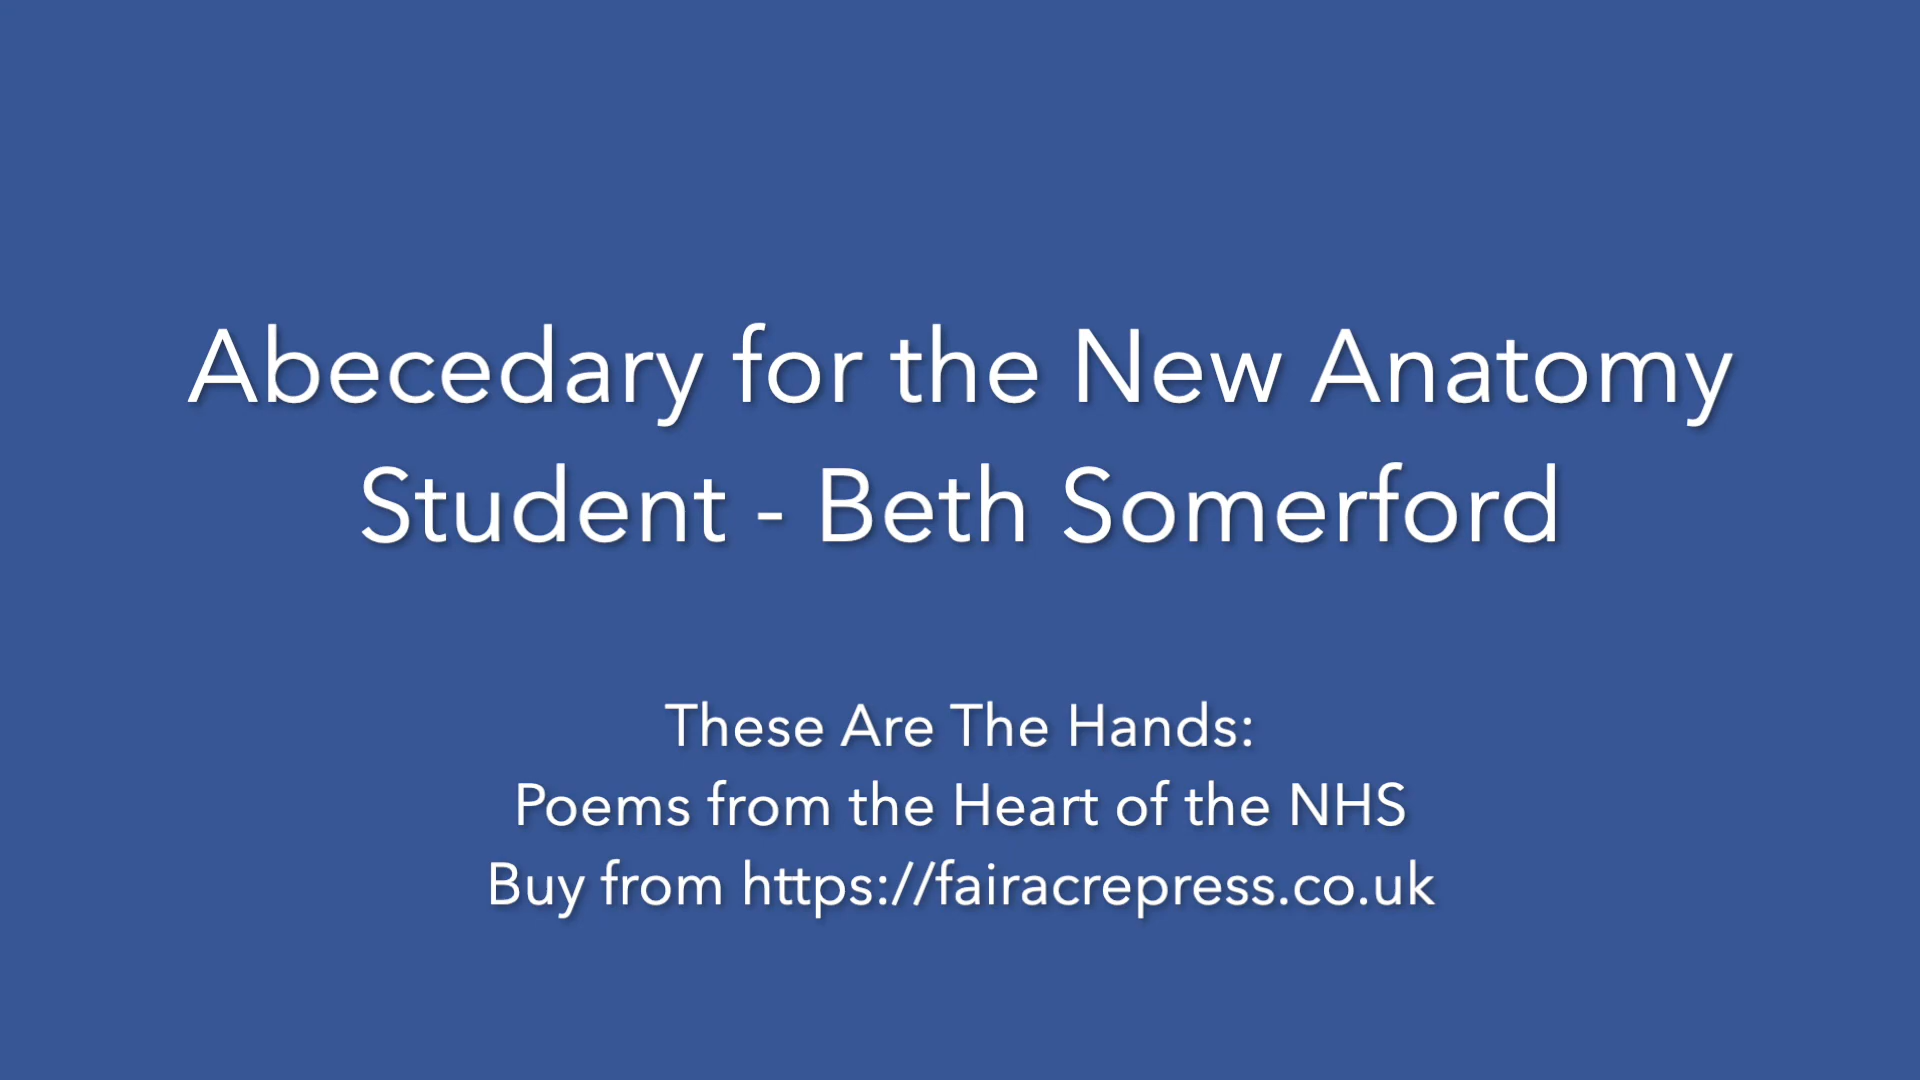 Abecedary for the New Anatomy
Student - Beth Somerford
These Are The Hands:
Poems from the Heart of the NHS
Buy from https://fairacrepress.co.uk